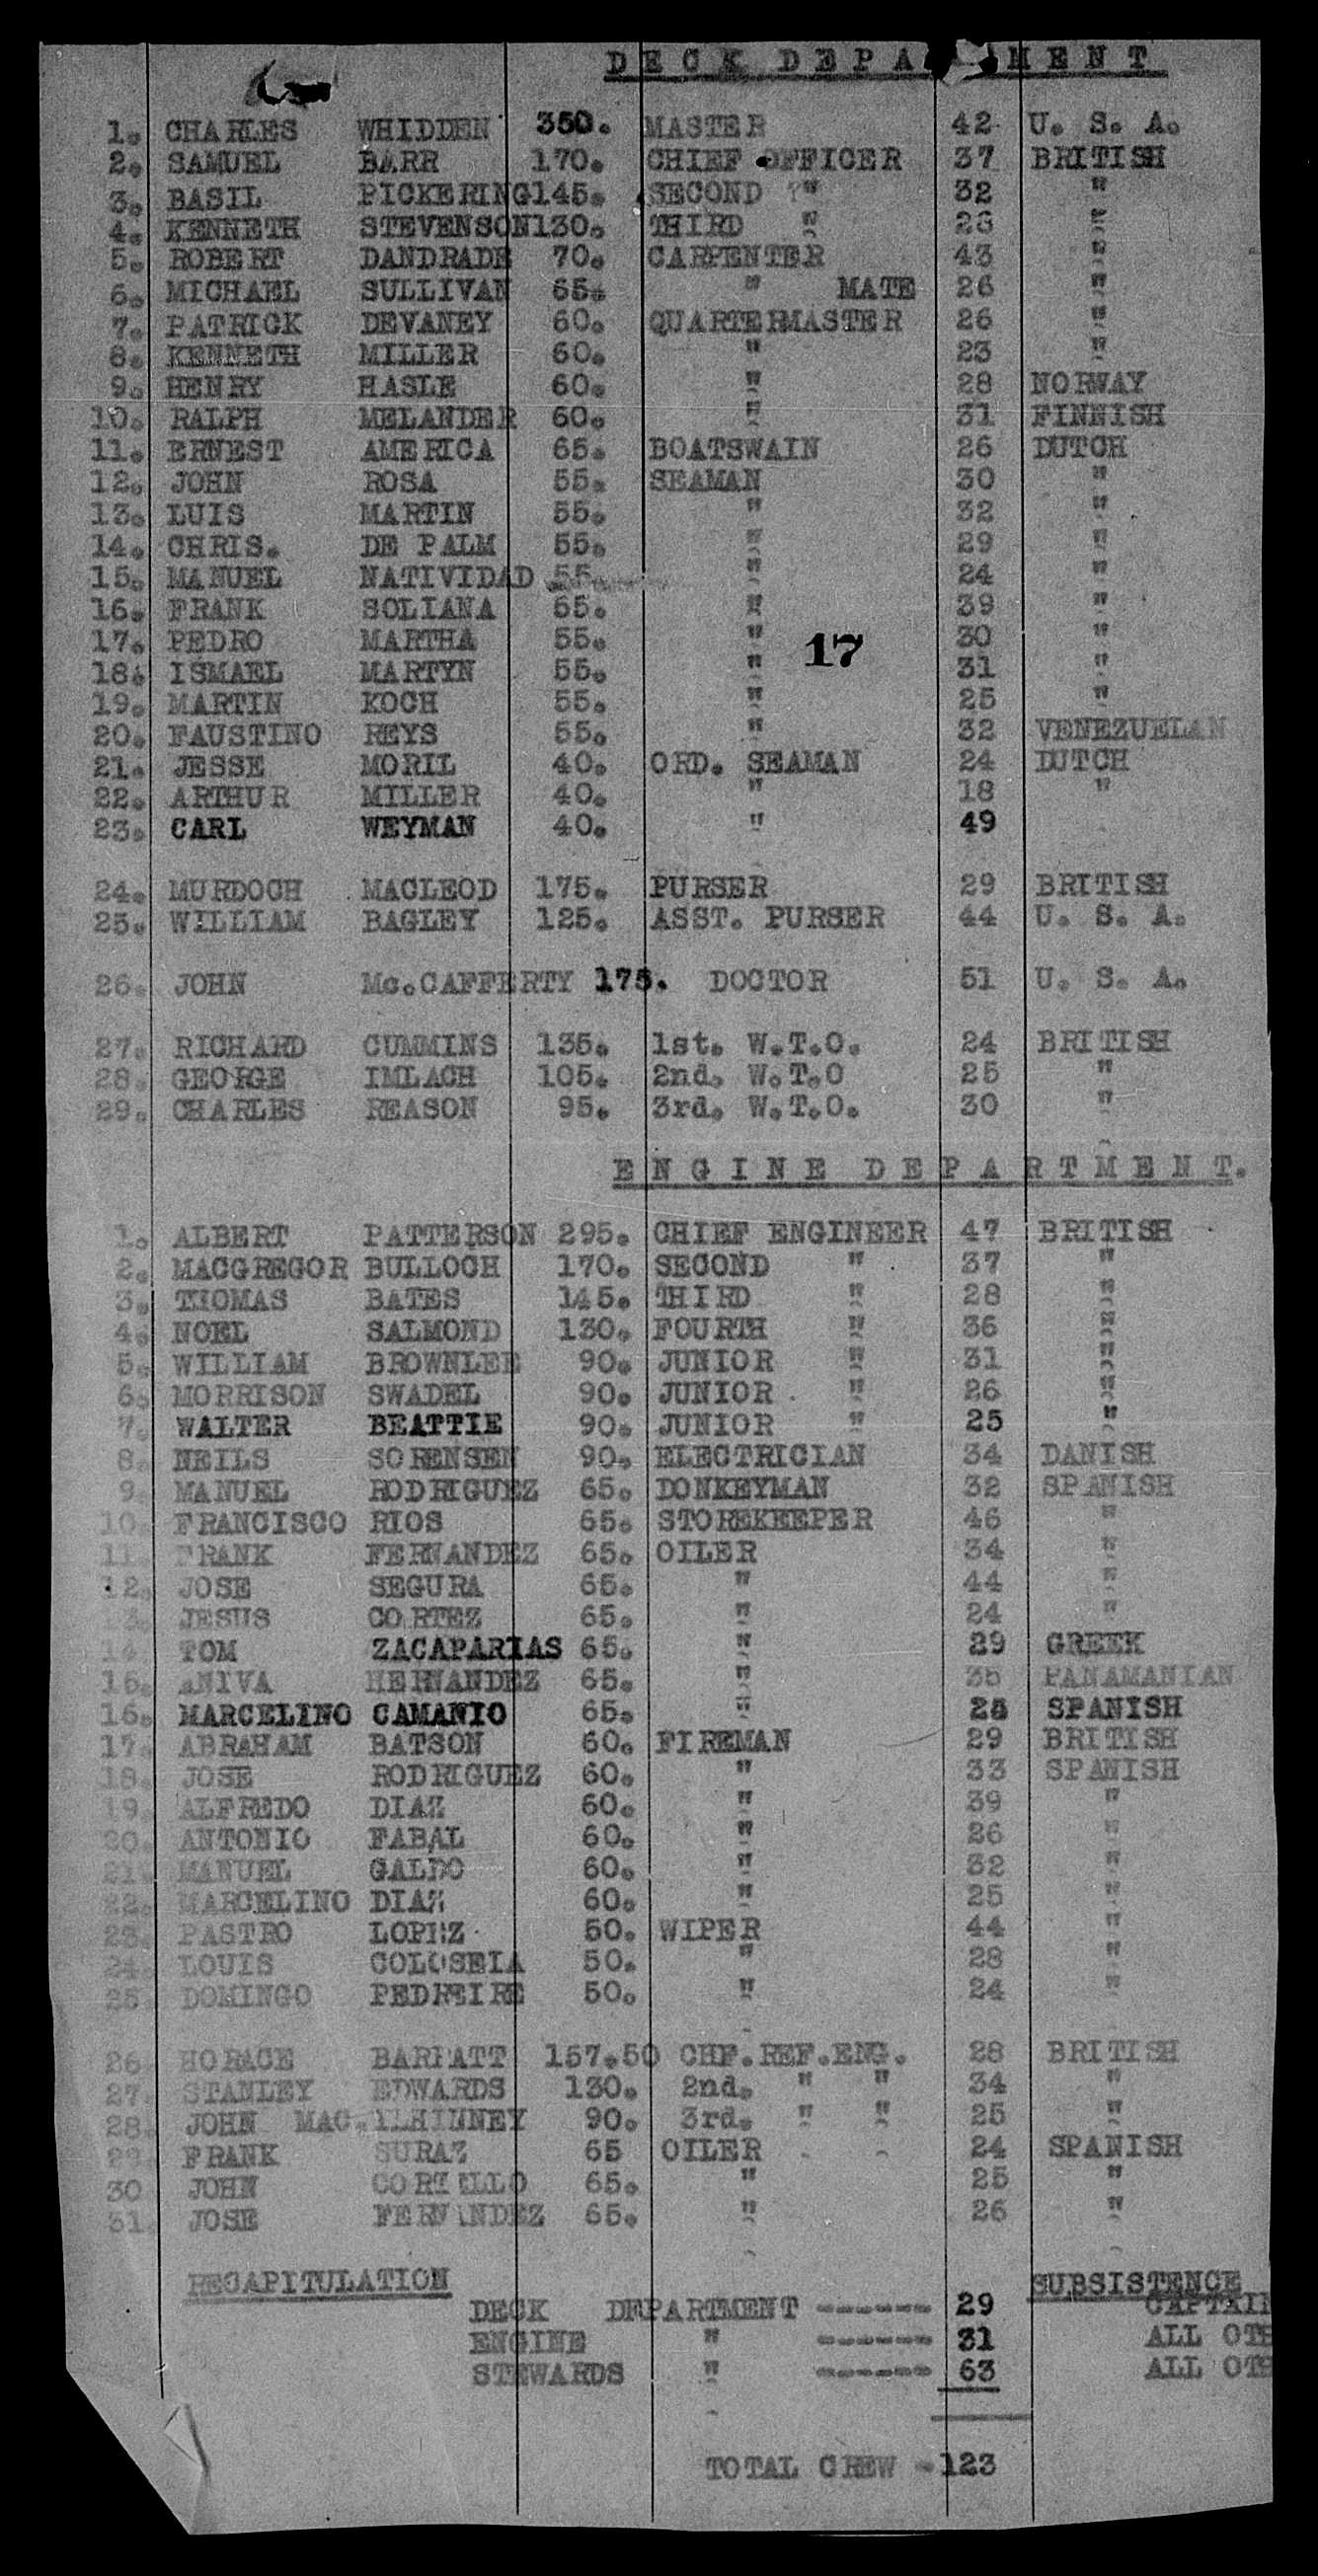 DECK DEPA MENT
1. CHARLES WHIDDEN 350. MASTER 42 U. S. A.
2. SAMUEL BARR 170. CHIEF OFFICER 37 BRITISH
3. BASIL PICKERING 145. SECOND " 32 "
4. KENNETH STEVENSON 130. THIRD " 26 "
5. ROBERT DANDRADE 70. CARPENTER 43 "
6. MICHAEL SULLIVAN 65. " MATE 26 "
7. PATRICK DEVANEY 60. QUARTERMASTER 26 "
8. KENNETH MILLER 60. " 23 "
9. HENRY HASLE 60. " 28 NORWAY
10. RALPH MELANDER 60. " 31 FINNISH
11. ERNEST AMERICA 65. BOATSWAIN 26 DUTCH
12. JOHN ROSA 55. SEAMAN 30 "
13. LUIS MARTIN 55. " 32 "
14. CHRIS. DE PALM 55. " 29 "
15. MANUEL NATIVIDAD 55. " 24 "
16. FRANK SOLIANA 55. " 39 "
17. PEDRO MARTHA 55. " 17 30 "
18. ISMAEL MARTYN 55. " 31 "
19. MARTIN KOCH 55. " 25 "
20. FAUSTINO REYS 55. " 32 VENEZUELAN
21. JESSE MORIL 40. ORD. SEAMAN 24 DUTCH
22. ARTHUR MILLER 40. " 18 "
23. CARL WEYMAN 40. " 49
24. MURDOCH MACLEOD 175. PURSER 29 BRITISH
25. WILLIAM BAGLEY 125. ASST. PURSER 44 U. S. A.
26. JOHN Mc.CAFFERTY 175. DOCTOR 51 U. S. A.
27. RICHARD CUMMINS 135. 1st. W.T.O. 24 BRITISH
28. GEORGE IMLACH 105. 2nd. W.T.O 25 "
29. CHARLES REASON 95. 3rd. W.T.O. 30 "
ENGINE DEPARTMENT.
1. ALBERT PATTERSON 295. CHIEF ENGINEER 47 BRITISH
2. MACGREGOR BULLOCH 170. SECOND " 37 "
3. THOMAS BATES 145. THIRD " 28 "
4. NOEL SALMOND 130. FOURTH " 36 "
5. WILLIAM BROWNLEE 90. JUNIOR " 31 "
6. MORRISON SWADEL 90. JUNIOR " 26 "
7. WALTER BEATTIE 90. JUNIOR " 25 "
8. NEILS SORENSEN 90. ELECTRICIAN 34 DANISH
9. MANUEL RODRIGUEZ 65. DONKEYMAN 32 SPANISH
10. FRANCISCO RIOS 65. STOREKEEPER 46 "
11. FRANK FERNANDEZ 65. OILER 34 "
12. JOSE SEGURA 65. " 44 "
13. JESUS CORTEZ 65. " 24 "
14. TOM ZACAPARIAS 65. " 29 GREEK
15. ANIVA HERNANDEZ 65. " 35 PANAMANIAN
16. MARCELINO CAMANIO 65. " 28 SPANISH
17. ABRAHAM BATSON 60. FIREMAN 29 BRITISH
18. JOSE RODRIGUEZ 60. " 33 SPANISH
19. ALFREDO DIAZ 60. " 39 "
20. ANTONIO FABAL 60. " 26 "
21. MANUEL GALDO 60. " 32 "
22. MARCELINO DIAZ 60. " 25 "
23. PASTRO LOPEZ 50. WIPER 44 "
24. LOUIS COLOSEIA 50. " 28 "
25. DOMINGO PEDREIRE 50. " 24 "
26. HORACE BARRATT 157.50 CHF.REF.ENG. 28 BRITISH
27. STANLEY EDWARDS 130. 2nd. " " 34 "
28. JOHN 90. 3rd. " " 25 "
29. FRANK SURAZ 65 OILER 24 SPANISH
30 JOHN 65. " 25 "
31. JOSE FERNANDEZ 65. " 26 "
RECAPITULATION SUBSISTENCE
DECK DEPARTMENT ------ 29 CAPTAI
ENGINE " ------ 31 ALL OTH
STEWARDS " ------ 63 ALL OTH
TOTAL CREW - 123